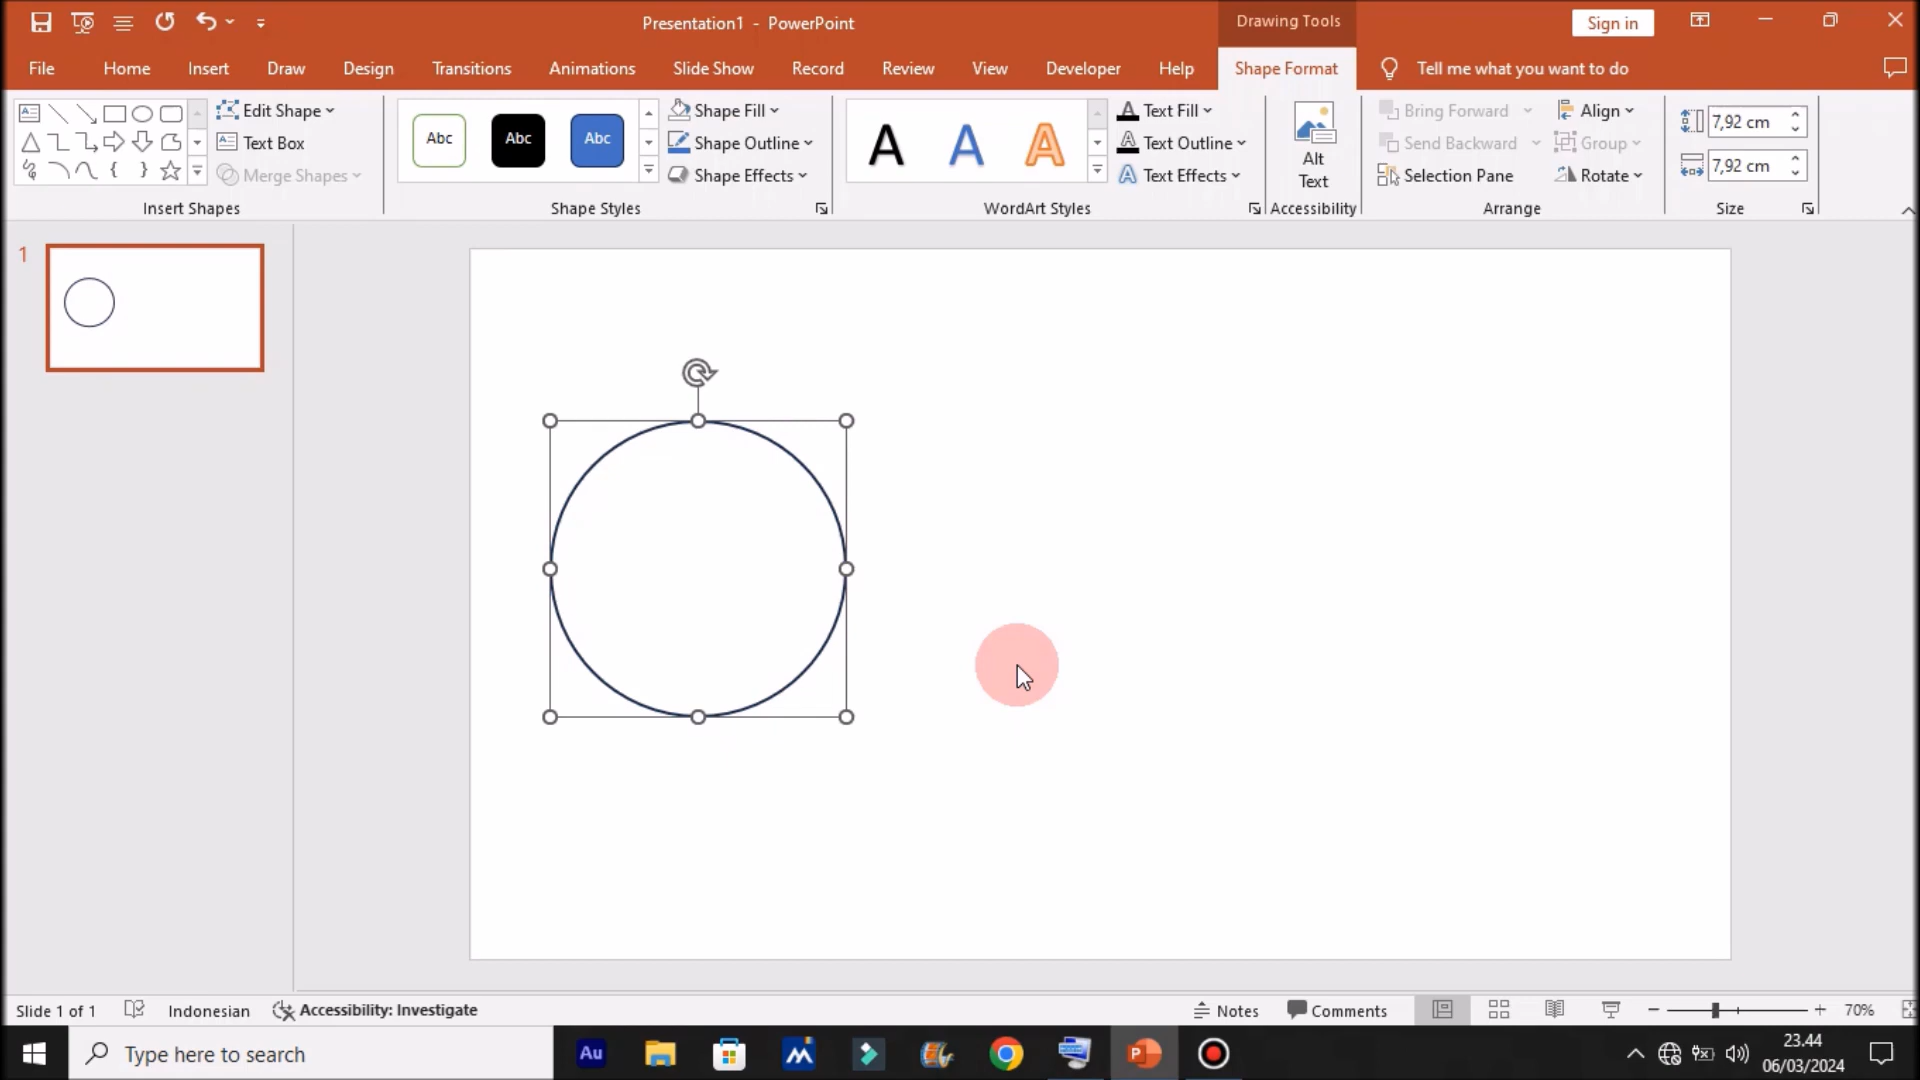 Presentation1 - PowerPoint
Drawing Tools
Sign in
File Home Insert Draw Design Transitions Animations Slide Show Record Review View Developer Help Shape Format Tell me what you want to do
Edit Shape
Text Box
Merge Shapes
Insert Shapes
Abc Abc Abc
Shape Fill
Shape Outline
Shape Effects
Shape Styles
A A A
Text Fill
Text Outline
Text Effects
WordArt Styles
Alt
Text
Accessibility
Bring Forward
Send Backward
Selection Pane
Align
Group
Rotate
Arrange
7,92 cm
7,92 cm
Size
1
Slide 1 of 1 Indonesian Accessibility: Investigate Notes Comments 70%
Type here to search
Au
23.44
06/03/2024